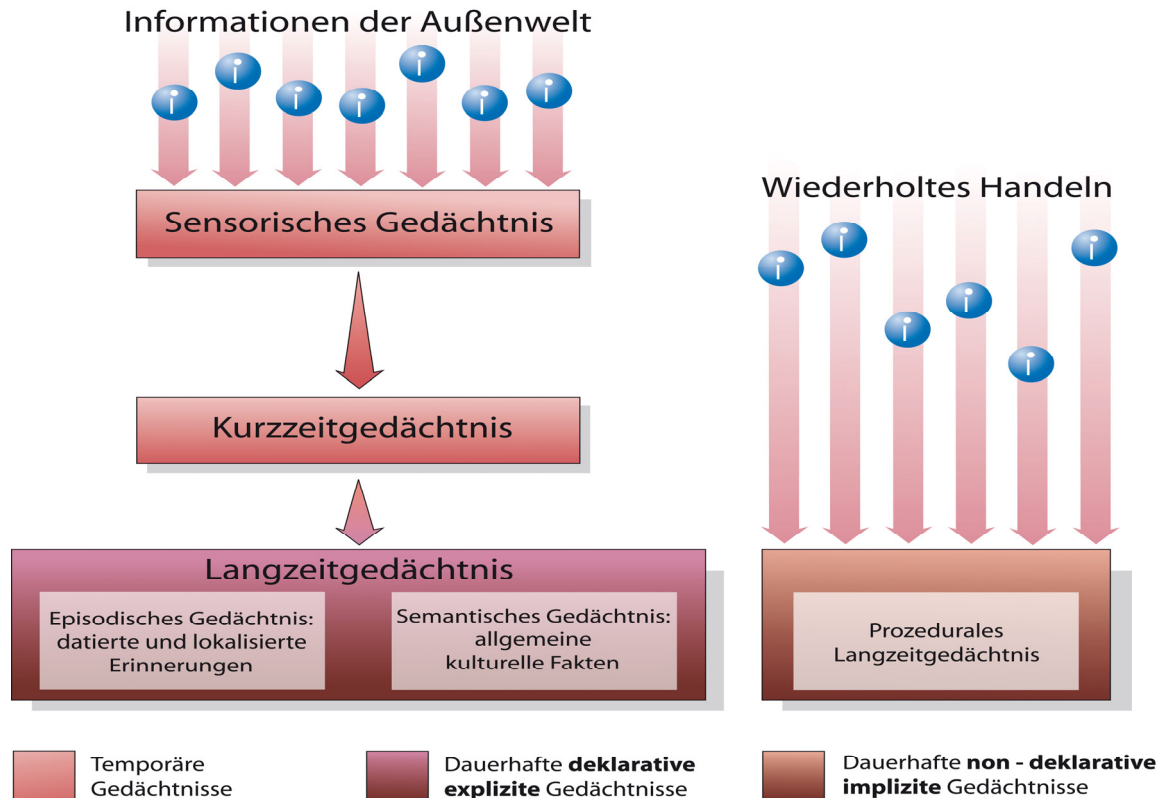 Informationen der Außenwelt
i i i i i i i
Sensorisches Gedächtnis
Kurzzeitgedächtnis
Langzeitgedächtnis
Episodisches Gedächtnis:
datierte und lokalisierte
Erinnerungen
Semantisches Gedächtnis:
allgemeine
kulturelle Fakten
Wiederholtes Handeln
i i i i i i
Prozedurales
Langzeitgedächtnis
Temporäre
Gedächtnisse
Dauerhafte deklarative
explizite Gedächtnisse
Dauerhafte non - deklarative
implizite Gedächtnisse